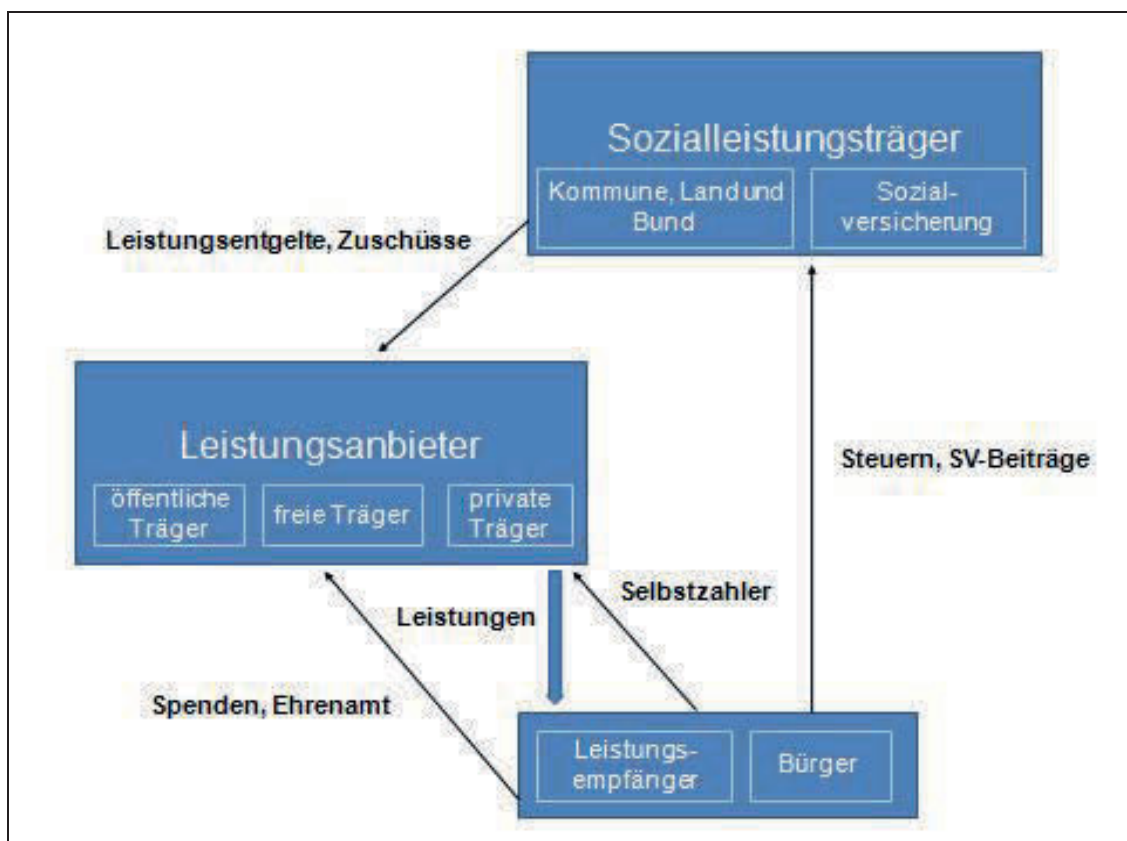 Sozialleistungsträger
Kommune, Land und
Bund
Sozial-
versicherung
Leistungsentgelte, Zuschüsse
Leistungsanbieter
öffentliche
Träger
freie Träger
private
Träger
Steuern, SV-Beiträge
Selbstzahler
Leistungen
Spenden, Ehrenamt
Leistungs-
empfänger
Bürger